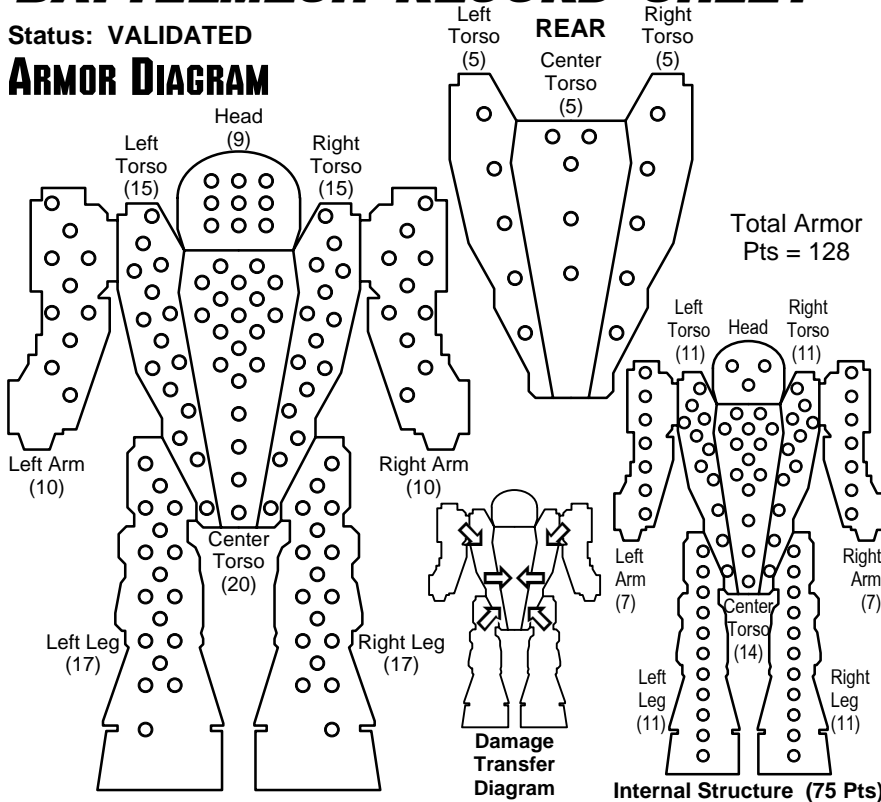 BATTLEMECH RECORD SHEET
Status: VALIDATED
ARMOR DIAGRAM
Head
(9)
Left
Torso
(15)
Right
Torso
(15)
Left Arm
(10)
Right Arm
(10)
Center
Torso
(20)
Left Leg
(17)
Right Leg
(17)
REAR
Left
Torso
(5)
Center
Torso
(5)
Right
Torso
(5)
Total Armor
Pts = 128
Left
Torso
(11)
Head
Right
Torso
(11)
Left
Arm
(7)
Right
Arm
(7)
Center
Torso
(14)
Left
Leg
(11)
Right
Leg
(11)
Damage
Transfer
Diagram
Internal Structure (75 Pts)